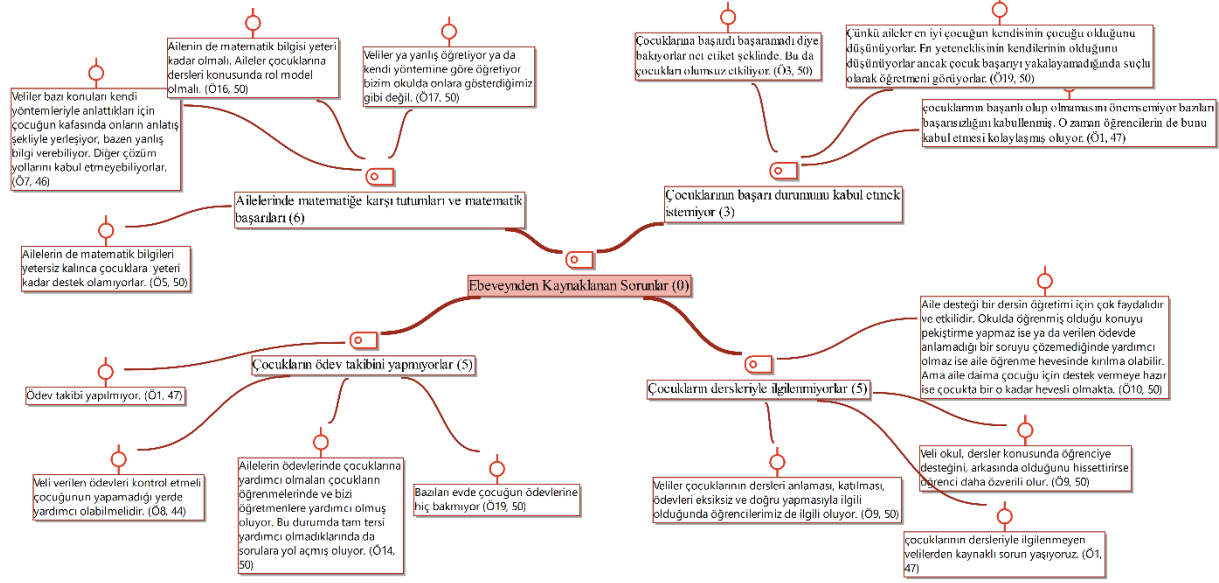 Ailenin de matematik bilgisi yeteri
kadar olmalı. Aileler çocuklarına
dersleri konusunda rol model
olmalı. (Ö16, 50)
Veliler ya yanlış öğretiyor ya da
kendi yöntemine göre öğretiyor
bizim okulda onlara gösterdiğimiz
gibi değil. (Ö17, 50)
Veliler bazı konuları kendi
yöntemleriyle anlattıkları için
çocuğun kafasında onların anlatış
şekliyle yerleşiyor, bazen yanlış
bilgi verebiliyor. Diğer çözüm
yollarını kabul etmeyebiliyorlar.
(Ö7, 46)
Ailelerinde matematiğe karşı tutumları ve matematik
başarıları (6)
Ailelerin de matematik bilgileri
yetersiz kalınca çocuklara yeteri
kadar destek olamıyorlar. (Ö5, 50)
Çocuklarına başardı başaramadı diye
bakıyorlar net etiket şeklinde. Bu da
çocukları olumsuz etkiliyor. (Ö3, 50)
Çünkü aileler en iyi çocuğun kendisinin çocuğu olduğunu
düşünüyorlar. En yeteneklisinin kendilerinin olduğunu
düşünüyorlar ancak çocuk başarıyı yakalayamadığında suçlu
olarak öğretmeni görüyorlar. (Ö19, 50)
çocuklarının başarılı olup olmamasını önemsemiyor bazıları
başarısızlığını kabullenmiş. O zaman öğrencilerin de bunu
kabul etmesi kolaylaşmış oluyor. (Ö1, 47)
Çocuklarının başarı durumunu kabul etmek
istemiyor (3)
Ebeveynden Kaynaklanan Sorunlar (0)
Çocukların ödev takibini yapmıyorlar (5)
Ödev takibi yapılmıyor. (Ö1, 47)
Veli verilen ödevleri kontrol etmeli
çocuğunun yapamadığı yerde
yardımcı olabilmelidir. (Ö8, 44)
Ailelerin ödevlerinde çocuklarına
yardımcı olmaları çocukların
öğrenmelerinde ve bizi
öğretmenlere yardımcı olmuş
oluyor. Bu durumda tam tersi
yardımcı olmadıklarında da
sorulara yol açmış oluyor. (Ö14,
50)
Bazıları evde çocuğun ödevlerine
hiç bakmıyor (Ö19, 50)
Çocukların dersleriyle ilgilenmiyorlar (5)
Aile desteği bir dersin öğretimi için çok faydalıdır
ve etkilidir. Okulda öğrenmiş olduğu konuyu
pekiştirme yapmaz ise ya da verilen ödevde
anlamadığı bir soruyu çözemediğinde yardımcı
olmaz ise aile öğrenme hevesinde kırılma olabilir.
Ama aile daima çocuğu için destek vermeye hazır
ise çocukta bir o kadar hevesli olmakta. (Ö10, 50)
Veli okul, dersler konusunda öğrenciye
desteğini, arkasında olduğunu hissettirirse
öğrenci daha özverili olur. (Ö9, 50)
Veliler çocuklarının dersleri anlaması, katılması,
ödevleri eksiksiz ve doğru yapmasıyla ilgili
olduğunda öğrencilerimiz de ilgili oluyor. (Ö9, 50)
çocuklarının dersleriyle ilgilenmeyen
velilerden kaynaklı sorun yaşıyoruz. (Ö1,
47)